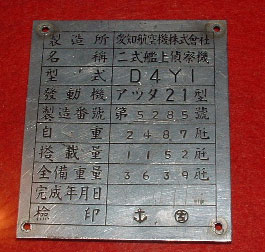 製造所 愛知航空機株式會社
名稱 二式艦上偵察機
型式 D4Y1
發動機 アツタ21型
製造番號 第5285號
自重 2487瓩
搭載量 1152瓩
全備重量 3639瓩
完成年月日
檢印